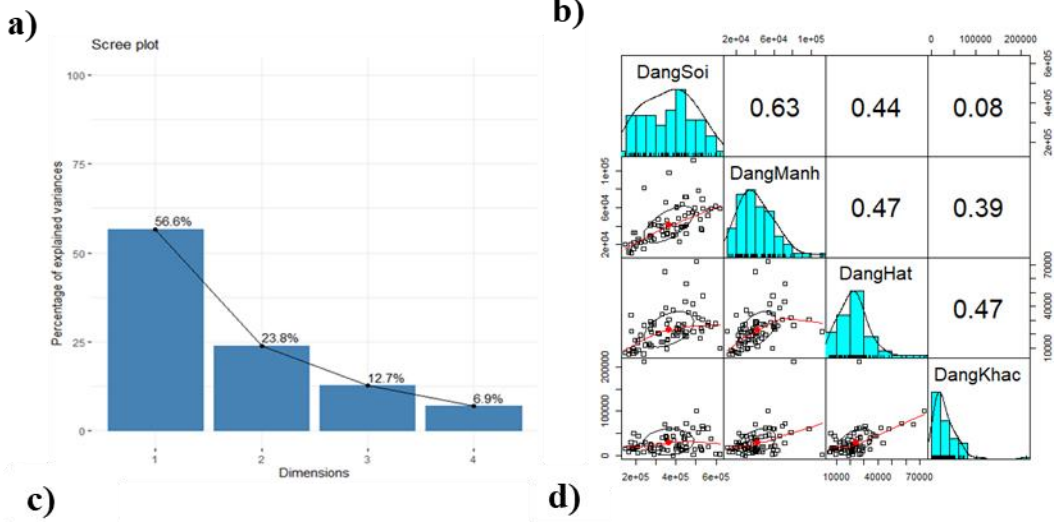 a)
Scree plot
Percentage of explained variances
100
75
50
25
0
56.6%
23.8%
12.7%
6.9%
1 2 3 4
Dimensions
b)
2e+04 6e+04 1e+05
0 100000 200000
DangSoi 0.63 0.44 0.08
2e+05 4e+05 6e+05
2e+04 6e+04 1e+05
DangManh 0.47 0.39
DangHat 0.47
10000 40000 70000
0 100000 200000
DangKhac
2e+05 4e+05 6e+05
10000 40000 70000
c)
d)